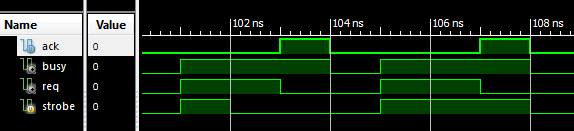 Name Value 102 ns 104 ns 106 ns 108 ns
ack 0
busy 0
req 0
strobe 0